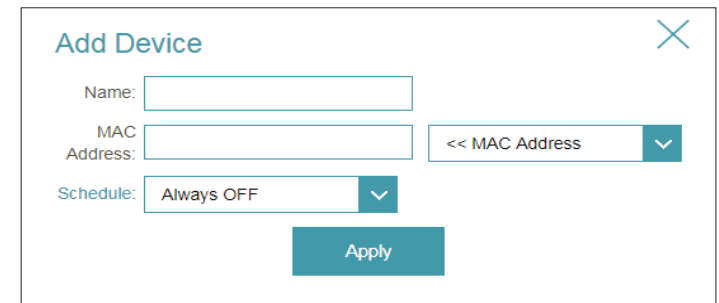 Add Device
Name:
MAC
Address:
<< MAC Address
Schedule:
Always OFF
Apply